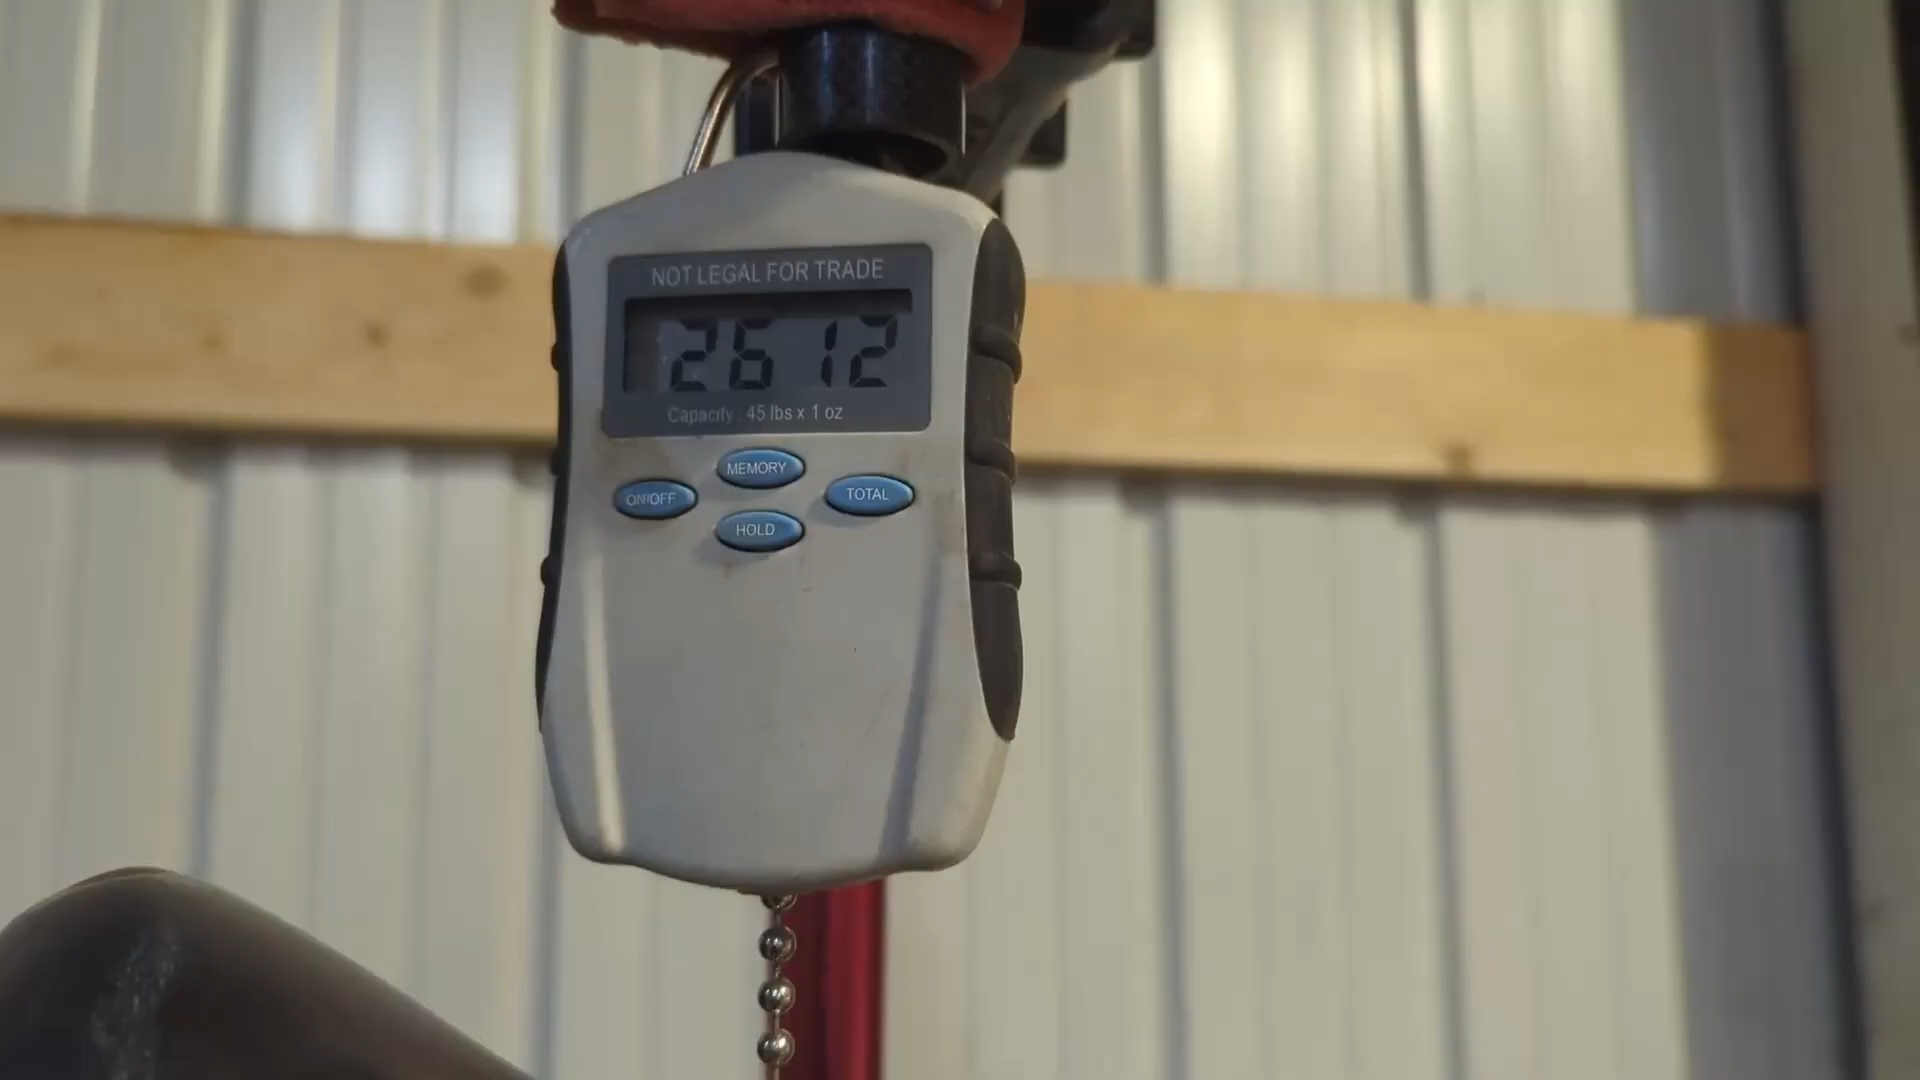 NOT LEGAL FOR TRADE
26 12
Capacity : 45 lbs x 1 oz
MEMORY
ON/OFF
TOTAL
HOLD